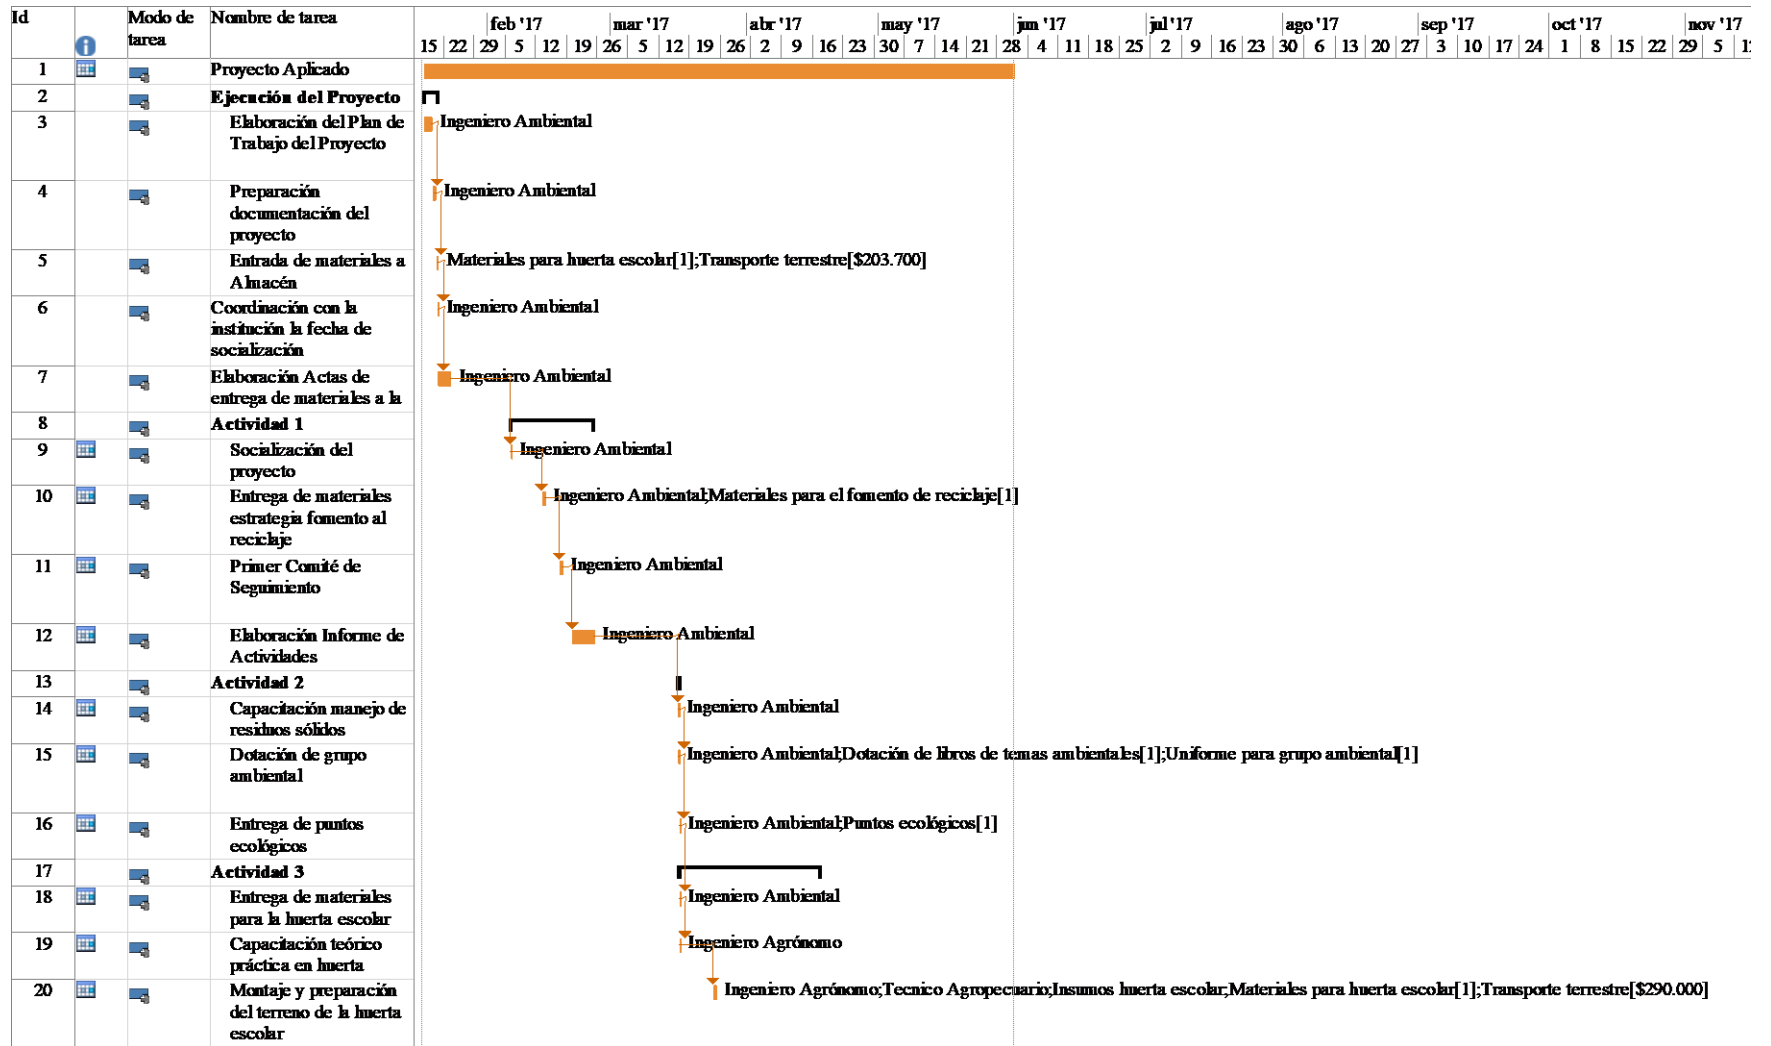 Id Modo de tarea Nombre de tarea
feb '17 mar '17 abr '17 may '17 jun '17 jul '17 ago '17 sep '17 oct '17 nov '17
15 22 29 5 12 19 26 5 12 19 26 2 9 16 23 30 7 14 21 28 4 11 18 25 2 9 16 23 30 6 13 20 27 3 10 17 24 1 8 15 22 29 5
1 Proyecto Aplicado
2 Ejecución del Proyecto
3 Elaboración del Plan de Trabajo del Proyecto Ingeniero Ambiental
4 Preparación documentación del proyecto Ingeniero Ambiental
5 Entrada de materiales a Almacén Materiales para huerta escolar[1];Transporte terrestre[$203.700]
6 Coordinación con la institución la fecha de socialización Ingeniero Ambiental
7 Elaboración Actas de entrega de materiales a la Ingeniero Ambiental
8 Actividad 1
9 Socialización del proyecto Ingeniero Ambiental
10 Entrega de materiales estrategia fomento al reciclaje Ingeniero Ambiental;Materiales para el fomento de reciclaje[1]
11 Primer Comité de Seguimiento Ingeniero Ambiental
12 Elaboración Informe de Actividades Ingeniero Ambiental
13 Actividad 2
14 Capacitación manejo de residuos sólidos Ingeniero Ambiental
15 Dotación de grupo ambiental Ingeniero Ambiental;Dotación de libros de temas ambientales[1];Uniforme para grupo ambiental[1]
16 Entrega de puntos ecológicos Ingeniero Ambiental;Puntos ecológicos[1]
17 Actividad 3
18 Entrega de materiales para la huerta escolar Ingeniero Ambiental
19 Capacitación teórico práctica en huerta Ingeniero Agrónomo
20 Montaje y preparación del terreno de la huerta escolar Ingeniero Agrónomo;Tecnico Agropecuario;Insumos huerta escolar;Materiales para huerta escolar[1];Transporte terrestre[$290.000]